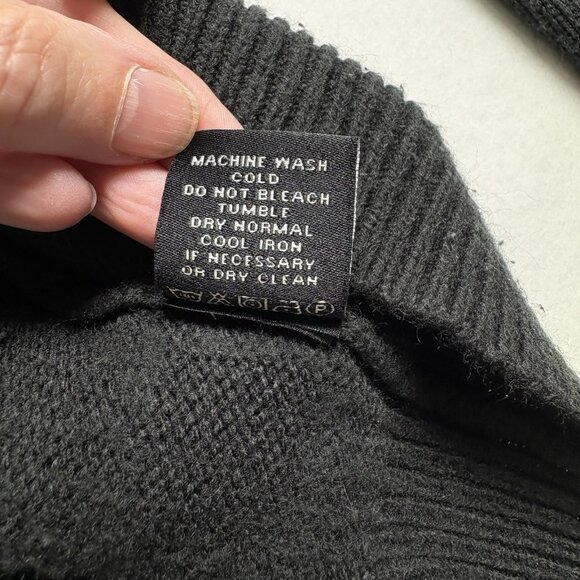 MACHINE WASH
COLD
DO NOT BLEACH
TUMBLE
DRY NORMAL
COOL IRON
IF NECESSARY
OR DRY CLEAN
P